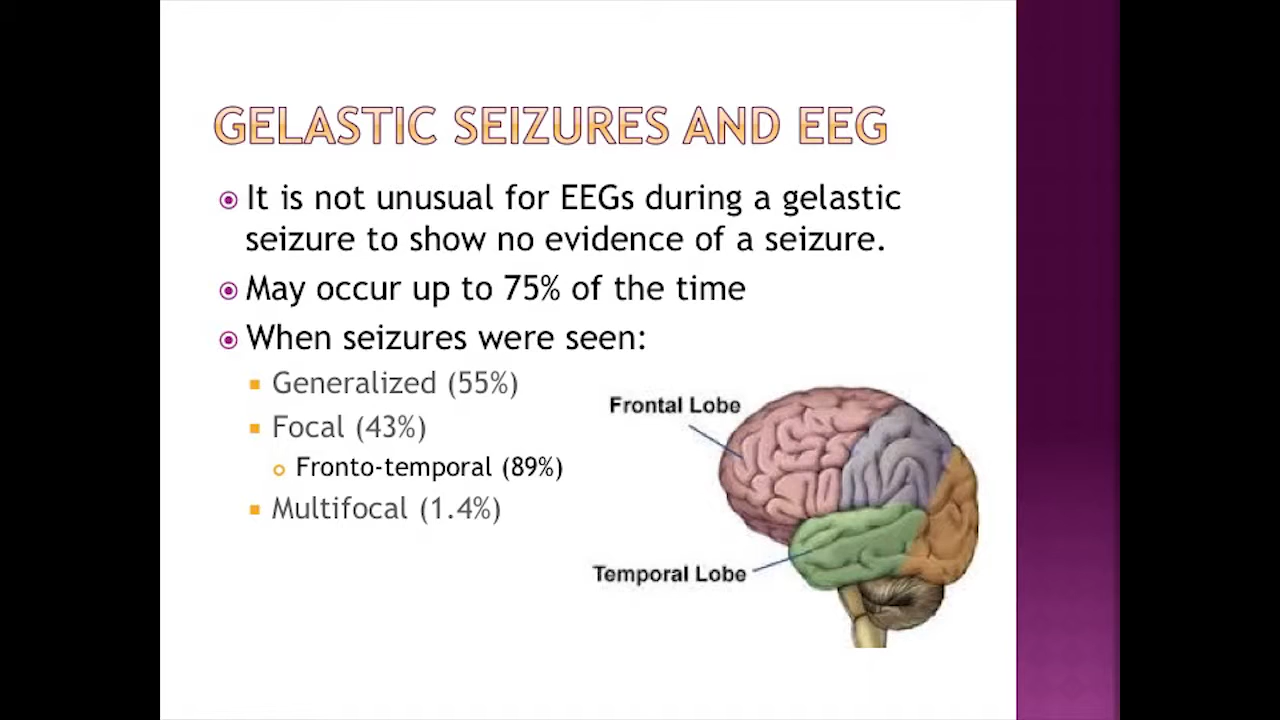 GELASTIC SEIZURES AND EEG
It is not unusual for EEGs during a gelastic
seizure to show no evidence of a seizure.
May occur up to 75% of the time
When seizures were seen:
Generalized (55%)
Focal (43%)
Fronto-temporal (89%)
Multifocal (1.4%)
Frontal Lobe
Temporal Lobe